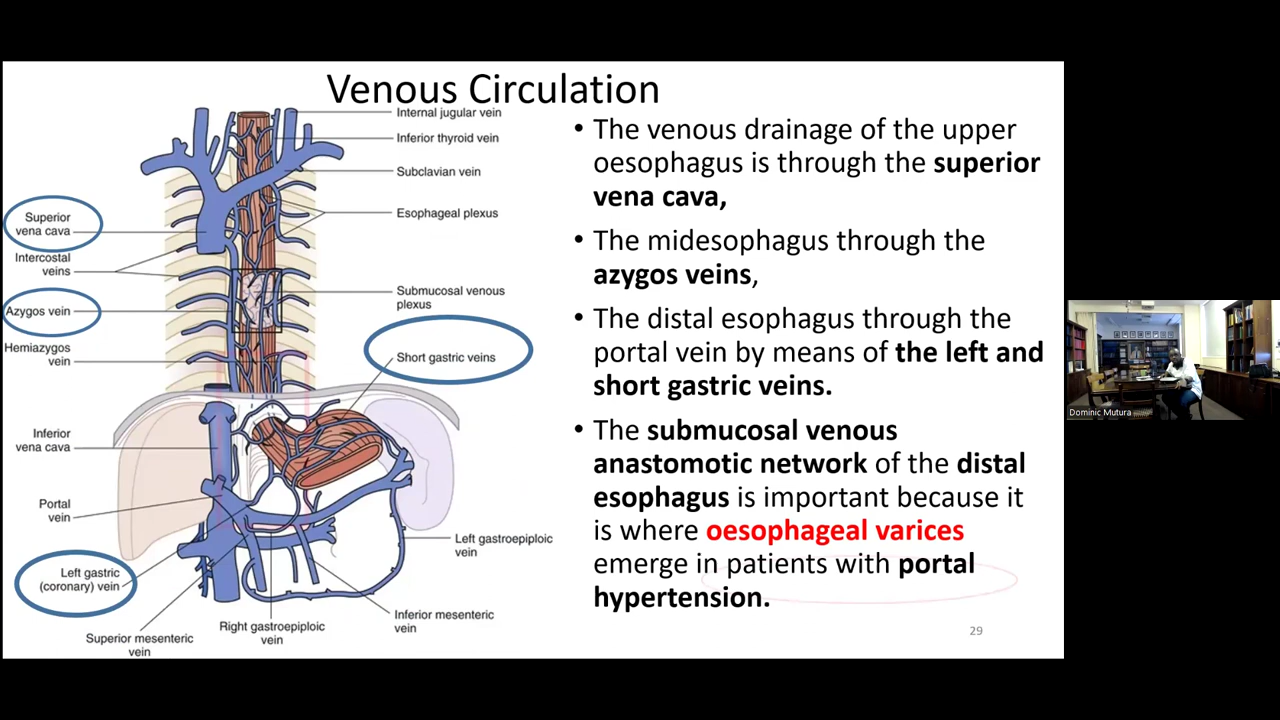 Venous Circulation
Internal jugular vein
Inferior thyroid vein
Subclavian vein
Esophageal plexus
Submucosal venous
plexus
Short gastric veins
Superior
vena cava
Intercostal
veins
Azygos vein
Hemiazygos
vein
Inferior
vena cava
Portal
vein
Left gastric
(coronary) vein
Superior mesenteric
vein
Right gastroepiploic
vein
Inferior mesenteric
vein
Left gastroepiploic
vein
• The venous drainage of the upper
oesophagus is through the superior
vena cava,
• The midesophagus through the
azygos veins,
• The distal esophagus through the
portal vein by means of the left and
short gastric veins.
• The submucosal venous
anastomotic network of the distal
esophagus is important because it
is where oesophageal varices
emerge in patients with portal
hypertension.
29
Dominic Mutura